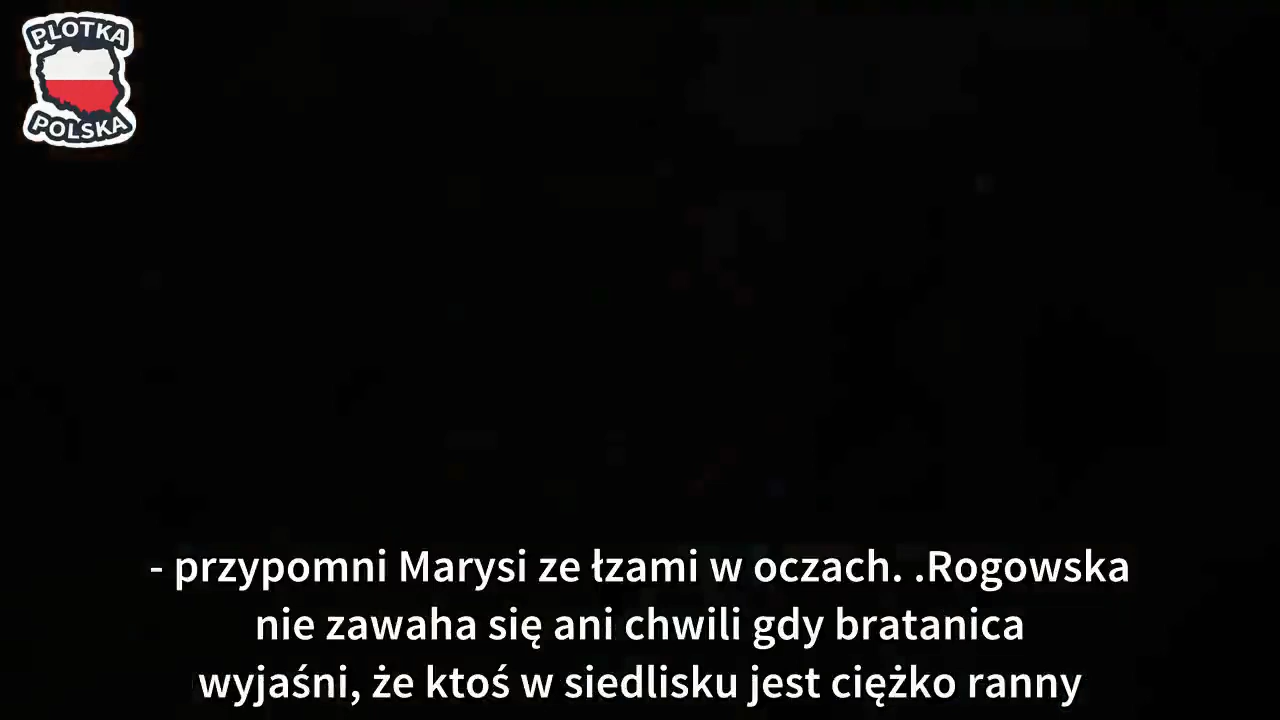 PLOTKA
POLSKA
- przypomni Marysi ze łzami w oczach. .Rogowska
nie zawaha się ani chwili gdy bratanica
wyjaśni, że ktoś w siedlisku jest ciężko ranny